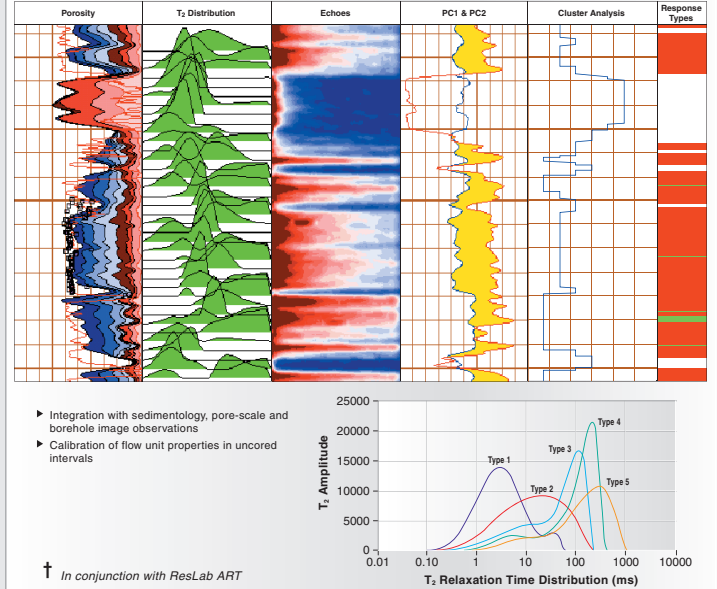 Porosity
T2 Distribution
Echoes
PC1 & PC2
Cluster Analysis
Response
Types
Integration with sedimentology, pore-scale and
borehole image observations
Calibration of flow unit properties in uncored
intervals
† In conjunction with ResLab ART
T2 Amplitude
25000
20000
15000
10000
5000
0
Type 1
Type 2
Type 3
Type 4
Type 5
0.01
0.10
1
10
100
1000
10000
T2 Relaxation Time Distribution (ms)